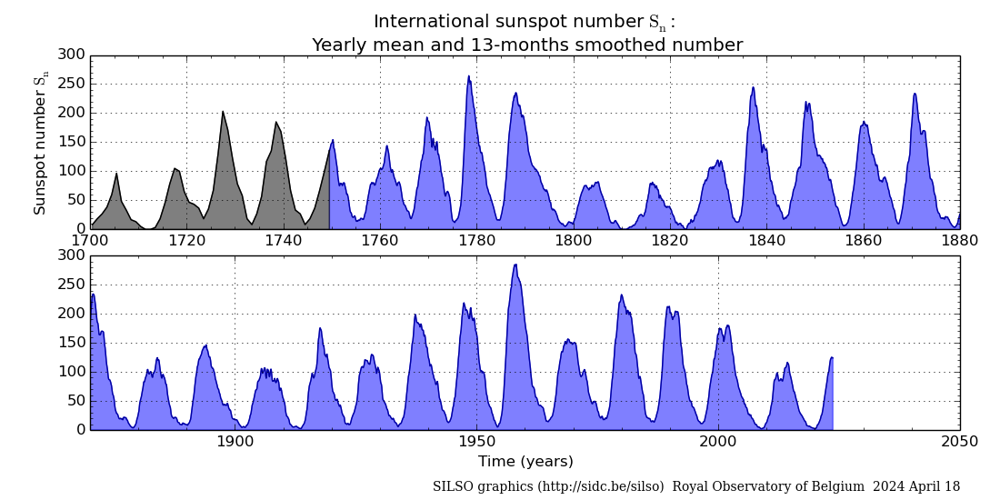 International sunspot number Sn :
Yearly mean and 13-months smoothed number
Sunspot number Sn
300
250
200
150
100
50
0
1700 1720 1740 1760 1780 1800 1820 1840 1860 1880
300
250
200
150
100
50
0
1900 1950 2000 2050
Time (years)
SILSO graphics (http://sidc.be/silso) Royal Observatory of Belgium 2024 April 18